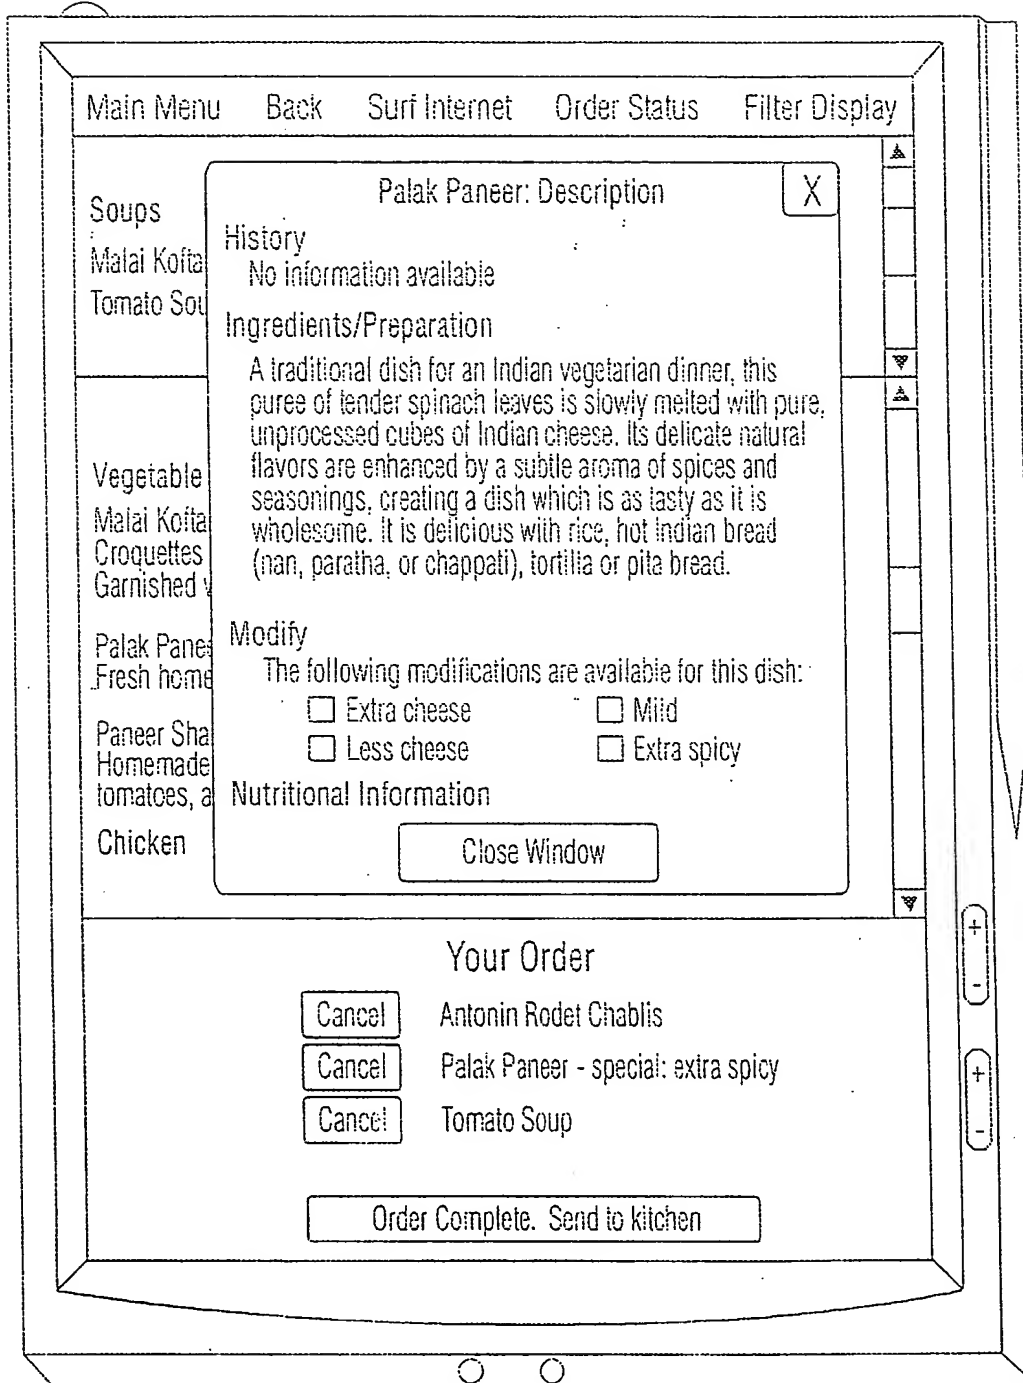 Main Menu Back Surf Internet Order Status Filter Display
Soups
Malai Kofta
Tomato Sou
Vegetable
Malai Kofta
Croquettes
Garnished w
Palak Panee
Fresh home
Paneer Sha
Homemade
tomatoes, a
Chicken
Palak Paneer: Description X
History
No information available
Ingredients/Preparation
A traditional dish for an Indian vegetarian dinner, this
puree of tender spinach leaves is slowly melted with pure,
unprocessed cubes of Indian cheese. Its delicate natural
flavors are enhanced by a subtle aroma of spices and
seasonings, creating a dish which is as tasty as it is
wholesome. It is delicious with rice, hot Indian bread
(nan, paratha, or chappati), tortilla or pita bread.
Modify
The following modifications are available for this dish:
Extra cheese Mild
Less cheese Extra spicy
Nutritional Information
Close Window
Your Order
Cancel Antonin Rodet Chablis
Cancel Palak Paneer - special: extra spicy
Cancel Tomato Soup
Order Complete. Send to kitchen
+
-
+
-